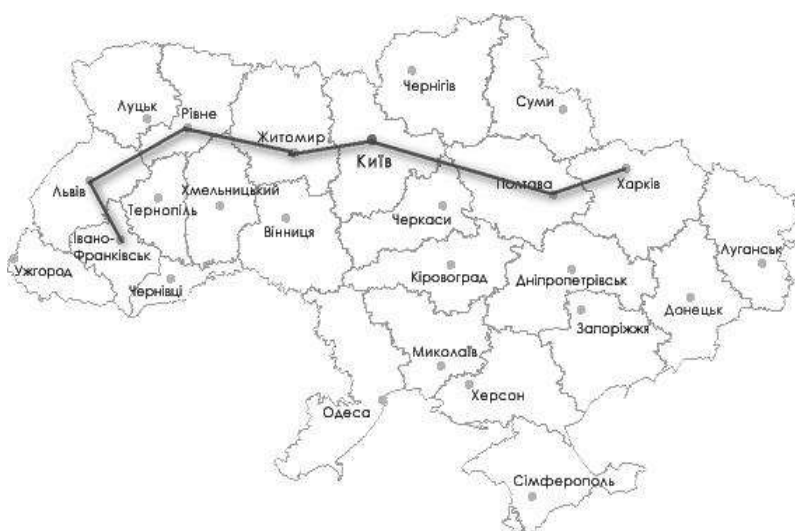 Чернігів
Луцьк
Рівне
Суми
Житомир
Київ
Львів
Хмельницький
Тернопіль
Полтава
Харків
Черкаси
Вінниця
Івано-
Франківськ
Ужгород
Чернівці
Кіровоград
Дніпропетрівськ
Луганськ
Донецьк
Запоріжжя
Миколаїв
Херсон
Одеса
Сімферополь